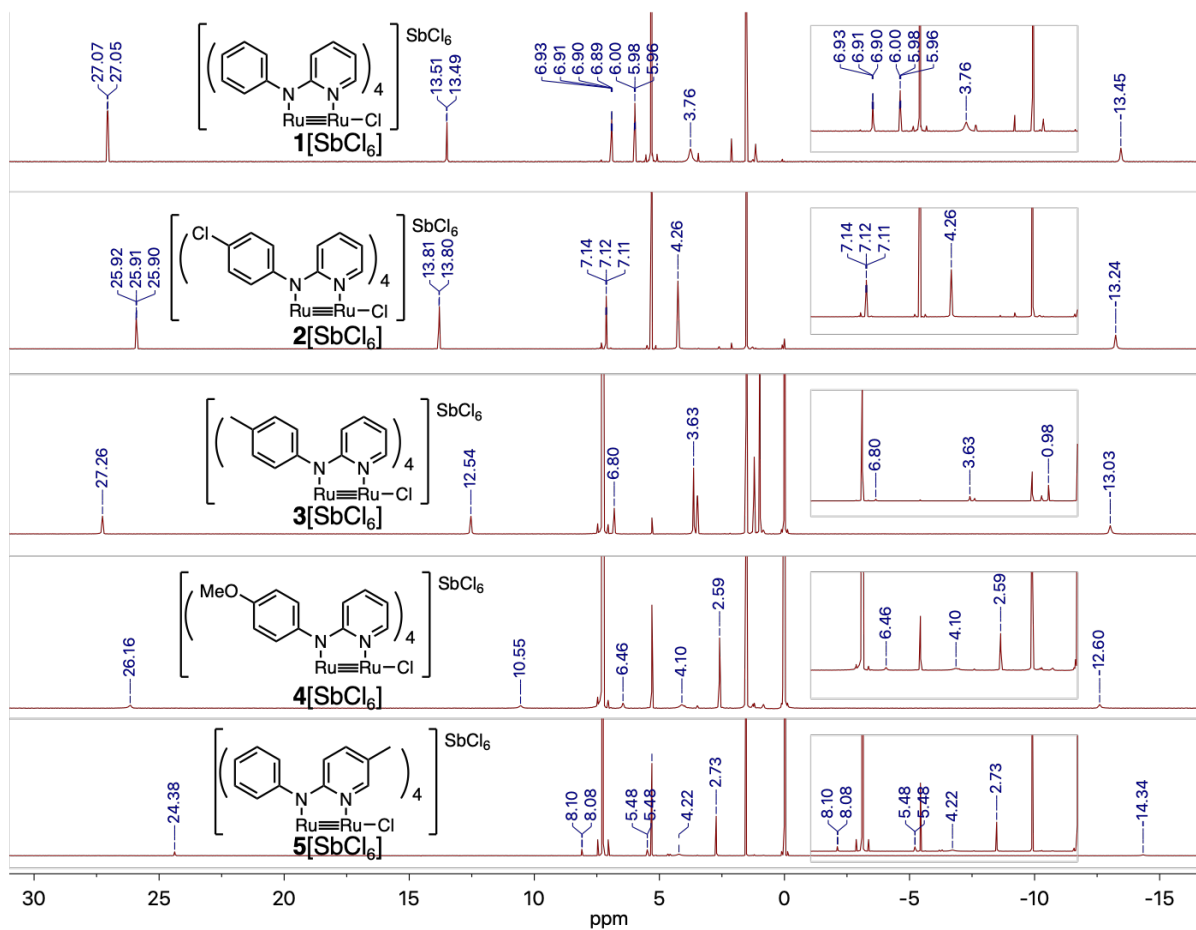 27.07
27.05
N
N
4
Ru≡Ru—Cl
SbCl6
1[SbCl6]
13.51
13.49
6.93
6.91
6.90
6.89
6.00
5.98
5.96
3.76
6.93
6.91
6.90
6.00
5.98
5.96
3.76
-13.45
25.92
25.91
25.90
Cl
N
N
4
Ru≡Ru—Cl
SbCl6
2[SbCl6]
13.81
13.80
7.14
7.12
7.11
4.26
7.14
7.12
7.11
4.26
-13.24
27.26
N
N
4
Ru≡Ru—Cl
SbCl6
3[SbCl6]
12.54
6.80
3.63
6.80
3.63
0.98
-13.03
26.16
MeO
N
N
4
Ru≡Ru—Cl
SbCl6
4[SbCl6]
10.55
6.46
4.10
2.59
6.46
4.10
2.59
-12.60
24.38
N
N
4
Ru≡Ru—Cl
SbCl6
5[SbCl6]
8.10
8.08
5.48
5.48
4.22
2.73
8.10
8.08
5.48
5.48
4.22
2.73
-14.34
30 25 20 15 10 5 0 -5 -10 -15
ppm